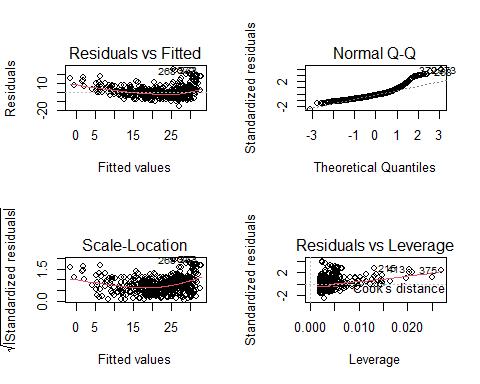 Residuals vs Fitted
Residuals
-20
10
0
5
15
25
Fitted values
Normal Q-Q
Standardized residuals
-2
2
-3
-1
0
1
2
3
Theoretical Quantiles
Scale-Location
√|Standardized residuals|
0.0
1.5
0
5
15
25
Fitted values
Residuals vs Leverage
Standardized residuals
-2
2
4
375
Cook's distance
0.000
0.010
0.020
Leverage